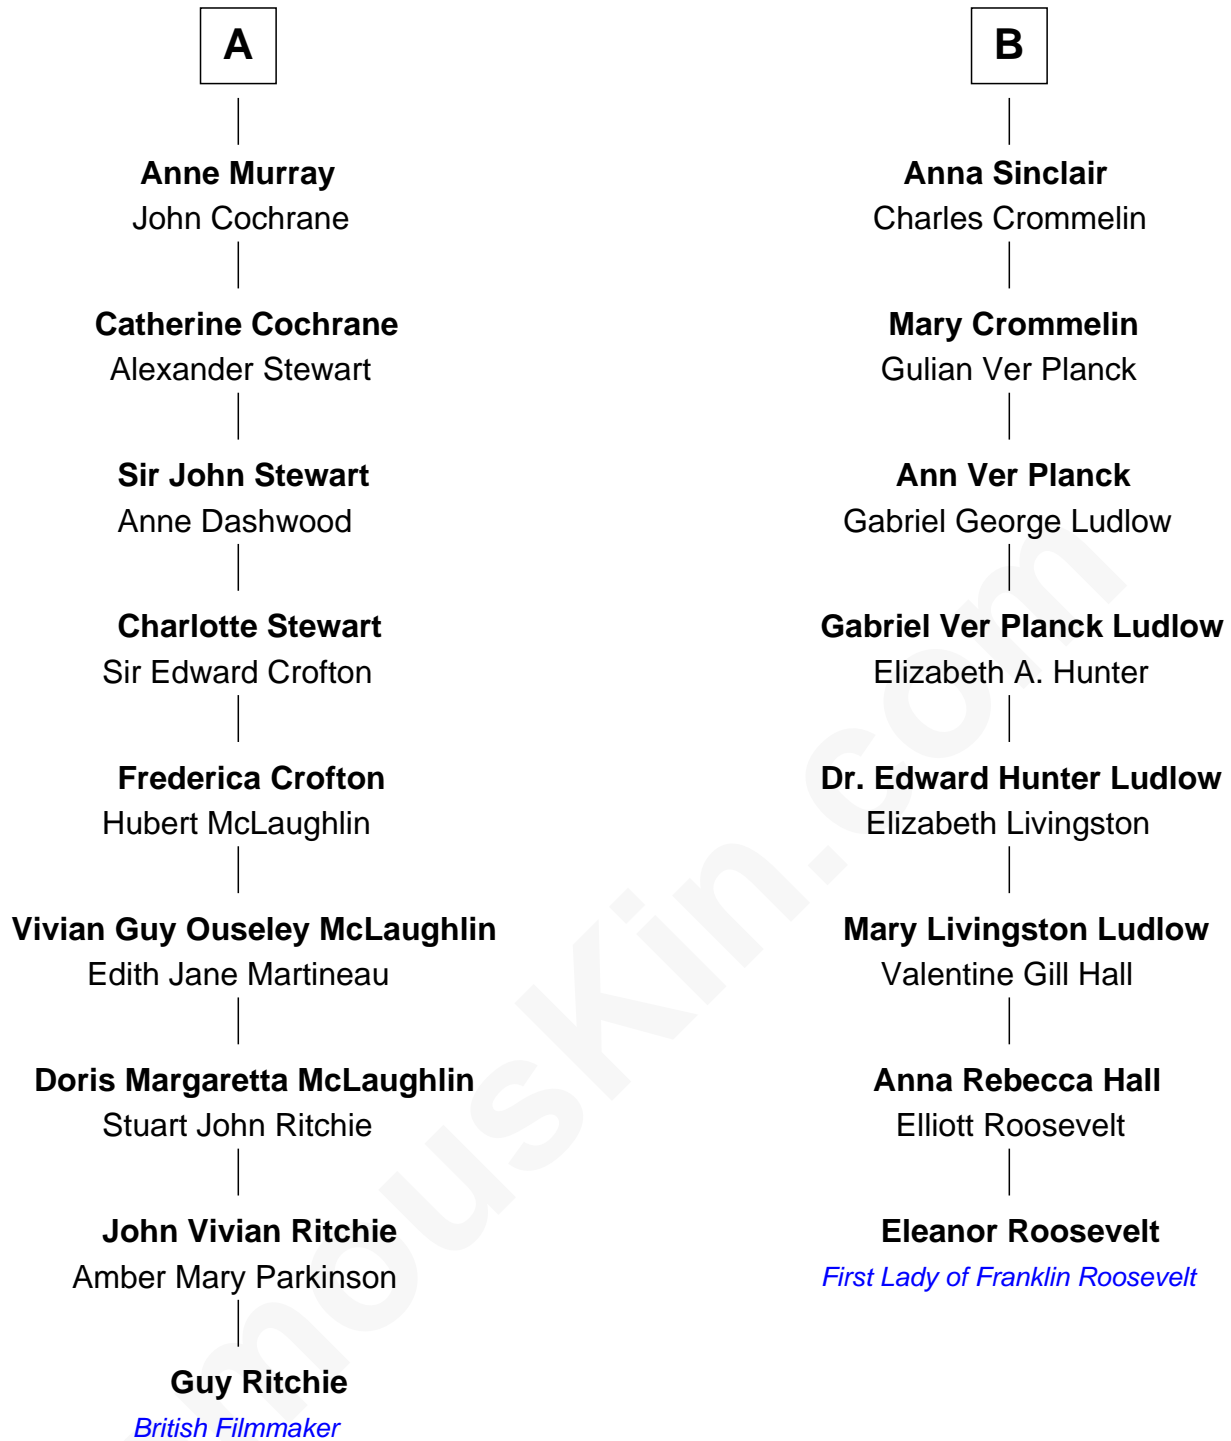 A
Anne Murray
John Cochrane
Catherine Cochrane
Alexander Stewart
Sir John Stewart
Anne Dashwood
Charlotte Stewart
Sir Edward Crofton
Frederica Crofton
Hubert McLaughlin
Vivian Guy Ouseley McLaughlin
Edith Jane Martineau
Doris Margaretta McLaughlin
Stuart John Ritchie
John Vivian Ritchie
Amber Mary Parkinson
Guy Ritchie
British Filmmaker
B
Anna Sinclair
Charles Crommelin
Mary Crommelin
Gulian Ver Planck
Ann Ver Planck
Gabriel George Ludlow
Gabriel Ver Planck Ludlow
Elizabeth A. Hunter
Dr. Edward Hunter Ludlow
Elizabeth Livingston
Mary Livingston Ludlow
Valentine Gill Hall
Anna Rebecca Hall
Elliott Roosevelt
Eleanor Roosevelt
First Lady of Franklin Roosevelt
mousKin.com